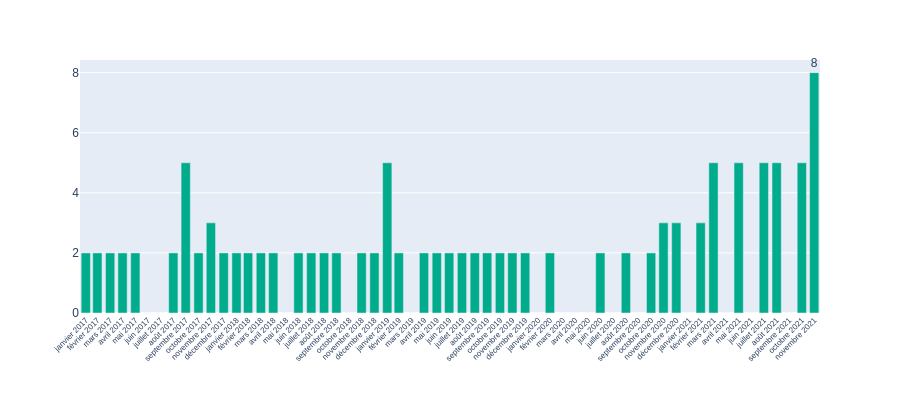 8
8
6
4
2
0
janvier 2017
février 2017
mars 2017
avril 2017
mai 2017
juin 2017
juillet 2017
août 2017
septembre 2017
octobre 2017
novembre 2017
décembre 2017
janvier 2018
février 2018
mars 2018
avril 2018
mai 2018
juin 2018
juillet 2018
août 2018
septembre 2018
octobre 2018
novembre 2018
décembre 2018
janvier 2019
février 2019
mars 2019
avril 2019
mai 2019
juin 2019
juillet 2019
août 2019
septembre 2019
octobre 2019
novembre 2019
décembre 2019
janvier 2020
février 2020
mars 2020
avril 2020
mai 2020
juin 2020
juillet 2020
août 2020
septembre 2020
octobre 2020
novembre 2020
décembre 2020
janvier 2021
février 2021
mars 2021
avril 2021
mai 2021
juin 2021
juillet 2021
août 2021
septembre 2021
octobre 2021
novembre 2021